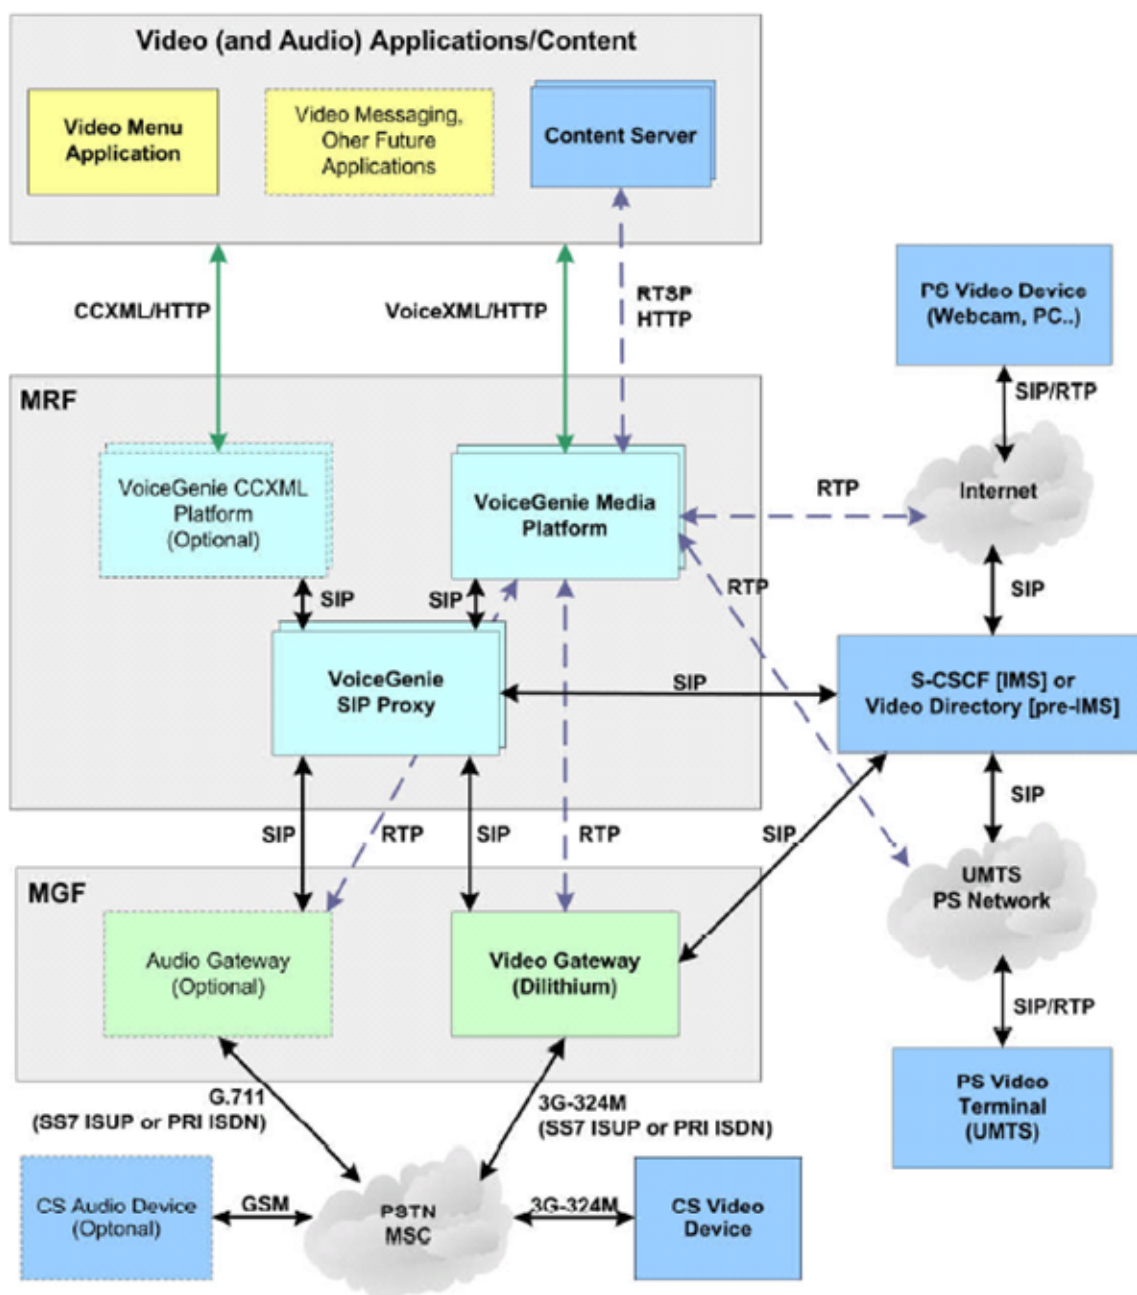 Video (and Audio) Applications/Content
Video Menu
Application
Video Messaging,
Oher Future
Applications
Content Server
CCXML/HTTP
VoiceXML/HTTP
RTSP
HTTP
PS Video Device
(Webcam, PC..)
SIP/RTP
MRF
VoiceGenie CCXML
Platform
(Optional)
VoiceGenie Media
Platform
RTP
Internet
SIP
SIP
RTP
SIP
VoiceGenie
SIP Proxy
SIP
S-CSCF [IMS] or
Video Directory [pre-IMS]
SIP
RTP
SIP
RTP
SIP
SIP
UMTS
PS Network
MGF
Audio Gateway
(Optional)
Video Gateway
(Dilithium)
SIP/RTP
G.711
(SS7 ISUP or PRI ISDN)
3G-324M
(SS7 ISUP or PRI ISDN)
PS Video
Terminal
(UMTS)
CS Audio Device
(Optonal)
GSM
PSTN
MSC
3G-324M
CS Video
Device